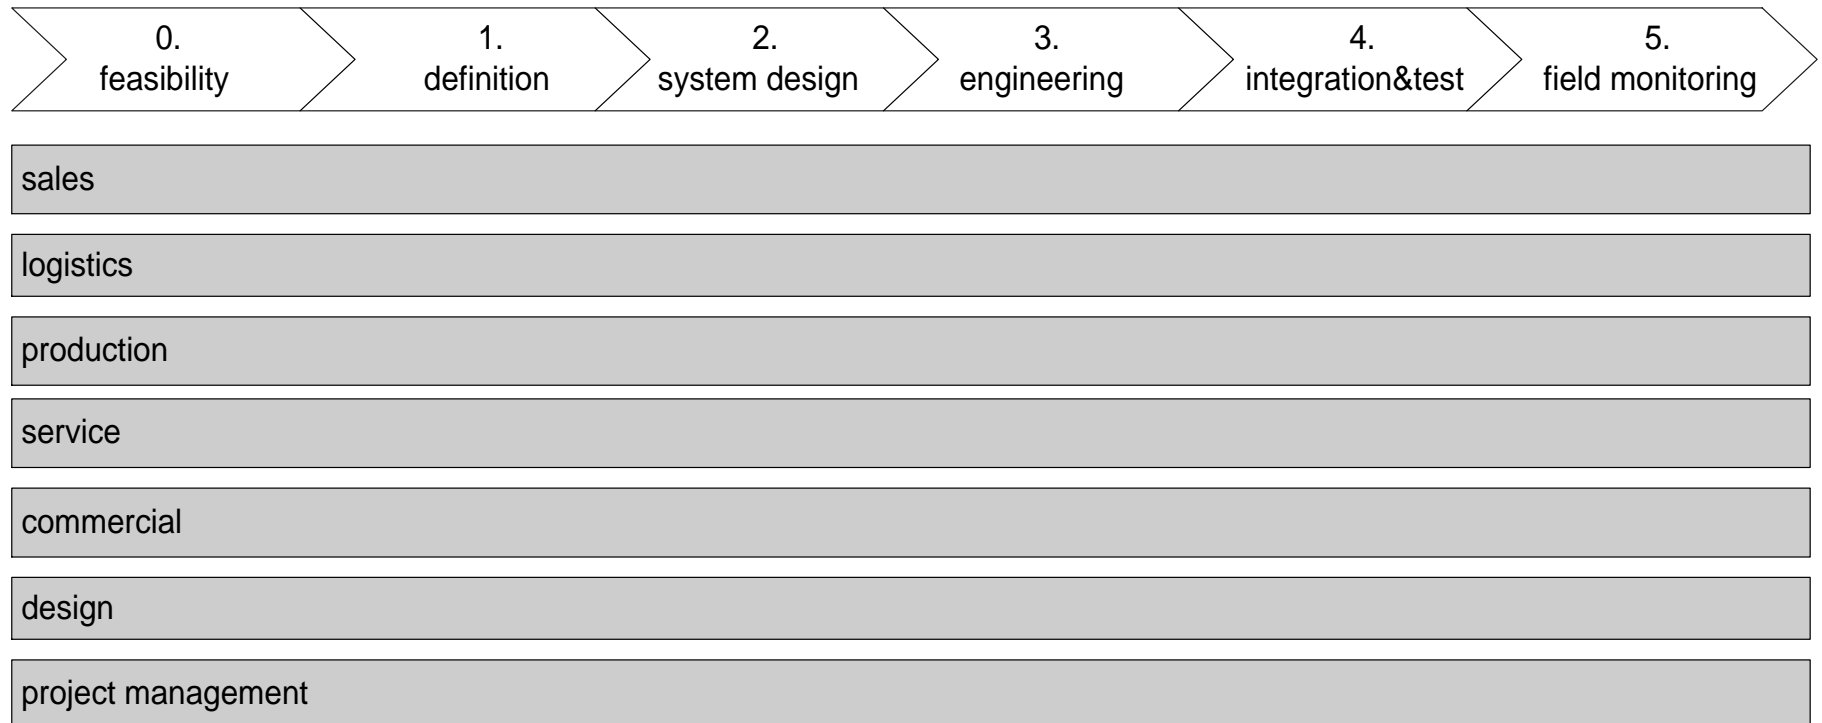 0.
feasibility
1.
definition
2.
system design
3.
engineering
4.
integration&test
5.
field monitoring
sales
logistics
production
service
commercial
design
project management